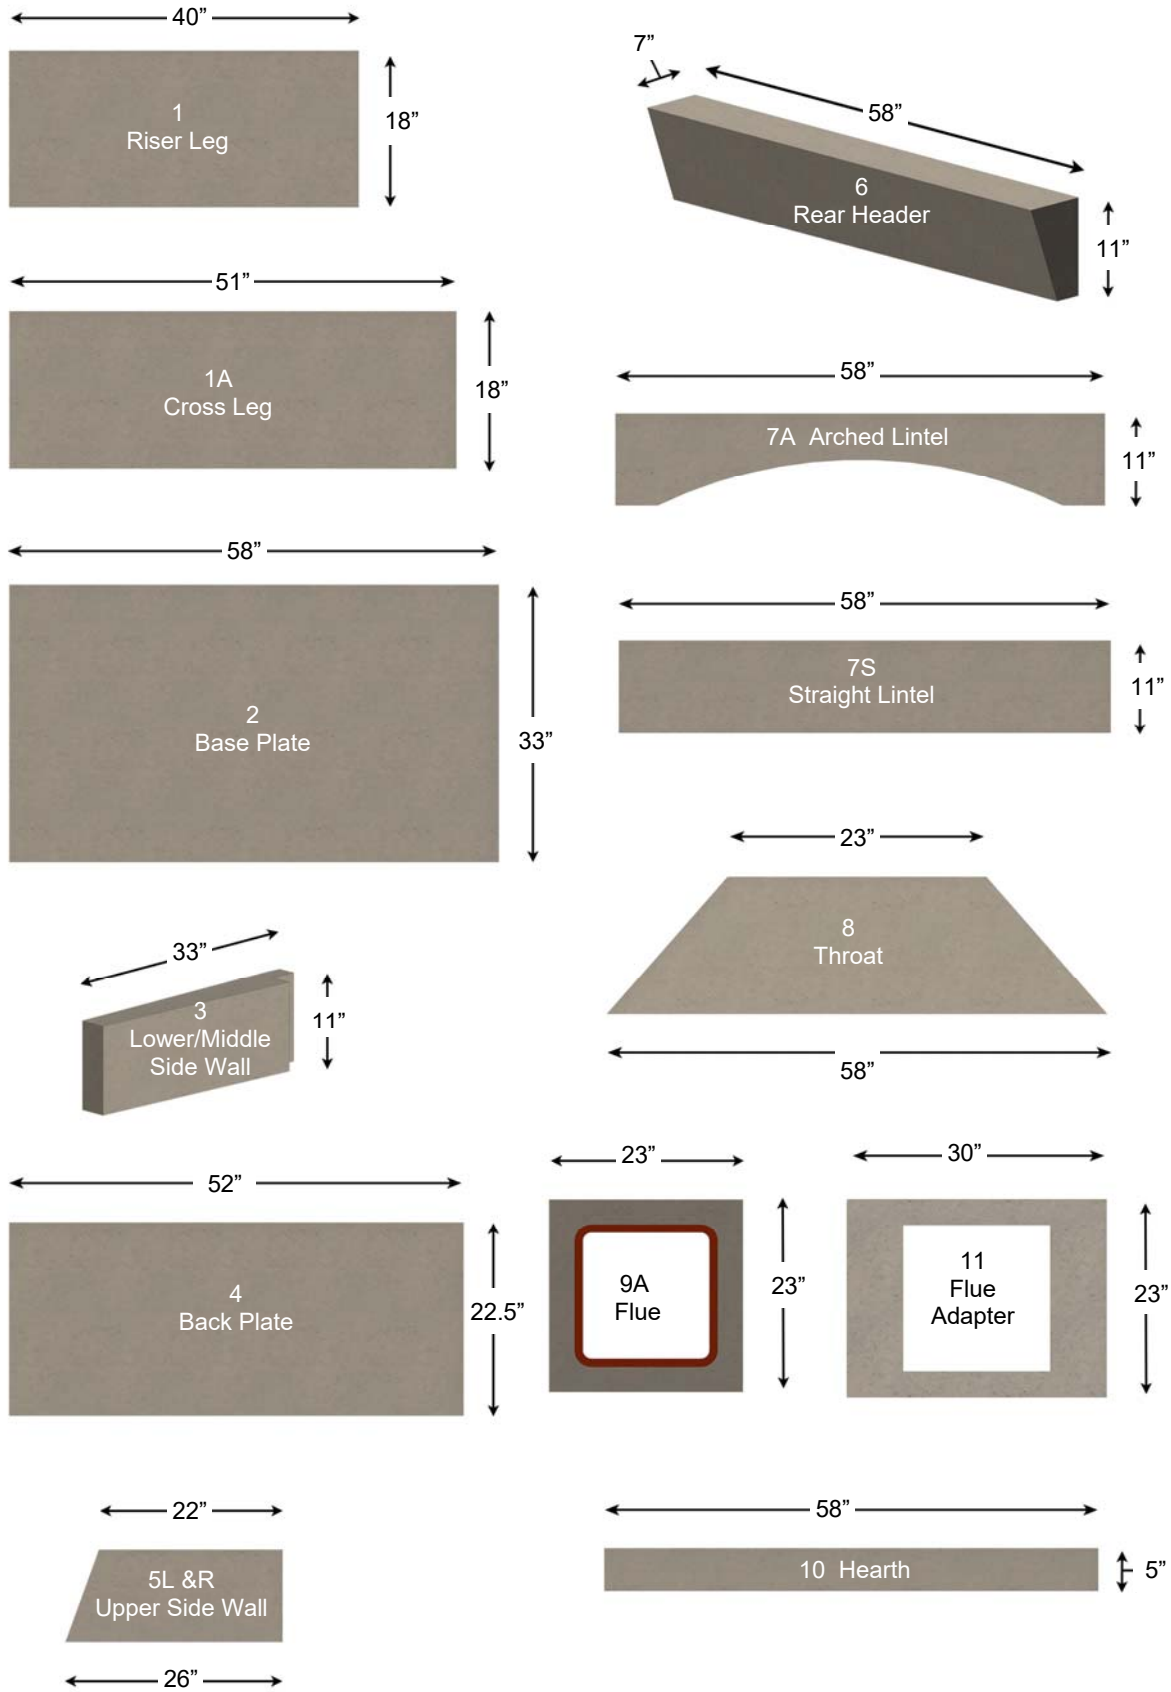 40”
1
Riser Leg
18”
51”
1A
Cross Leg
18”
58”
2
Base Plate
33”
33”
3
Lower/Middle
Side Wall
11”
52”
4
Back Plate
22.5”
22”
5L &R
Upper Side Wall
26”
7”
58”
6
Rear Header
11”
58”
7A Arched Lintel
11”
58”
7S
Straight Lintel
11”
23”
8
Throat
58”
23”
9A
Flue
23”
30”
11
Flue
Adapter
23”
58”
10 Hearth
5”